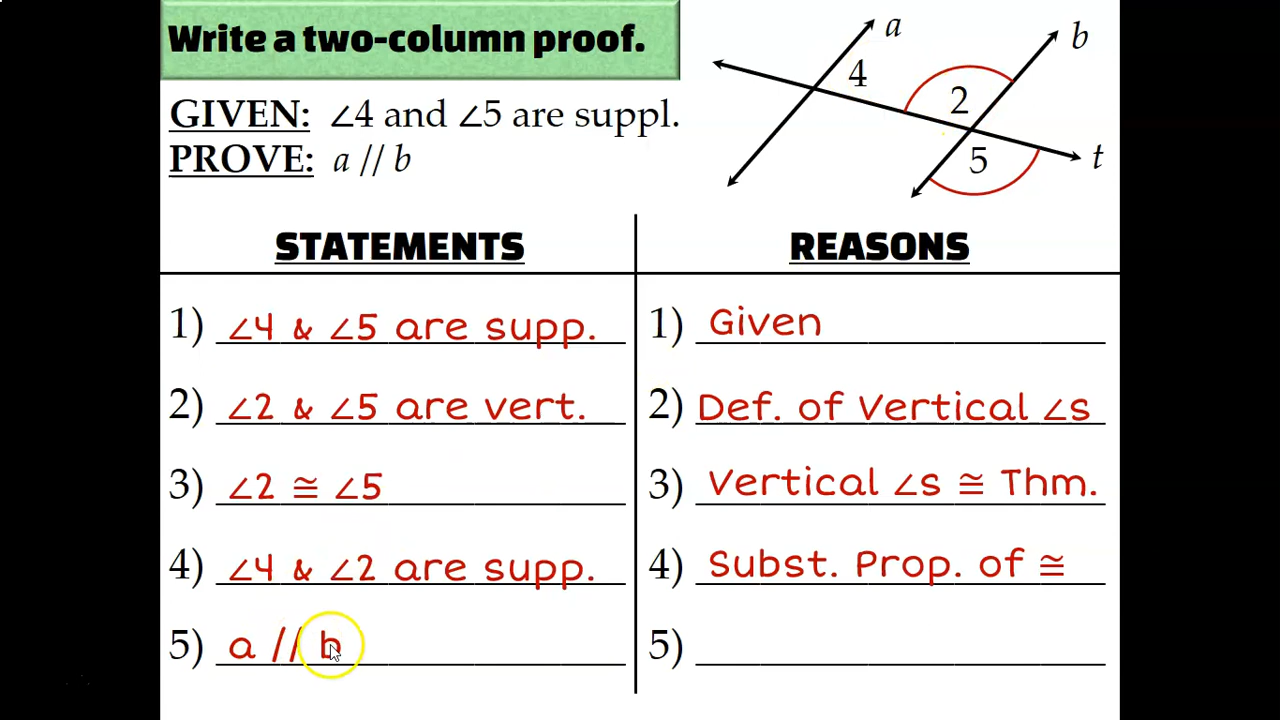 Write a two-column proof.
GIVEN: ∠4 and ∠5 are suppl.
PROVE: a // b
a
b
4
2
5
t
STATEMENTS
REASONS
1) ∠4 & ∠5 are supp.
1) Given
2) ∠2 & ∠5 are vert.
2) Def. of Vertical ∠s
3) ∠2 ≅ ∠5
3) Vertical ∠s ≅ Thm.
4) ∠4 & ∠2 are supp.
4) Subst. Prop. of ≅
5) a // b
5)